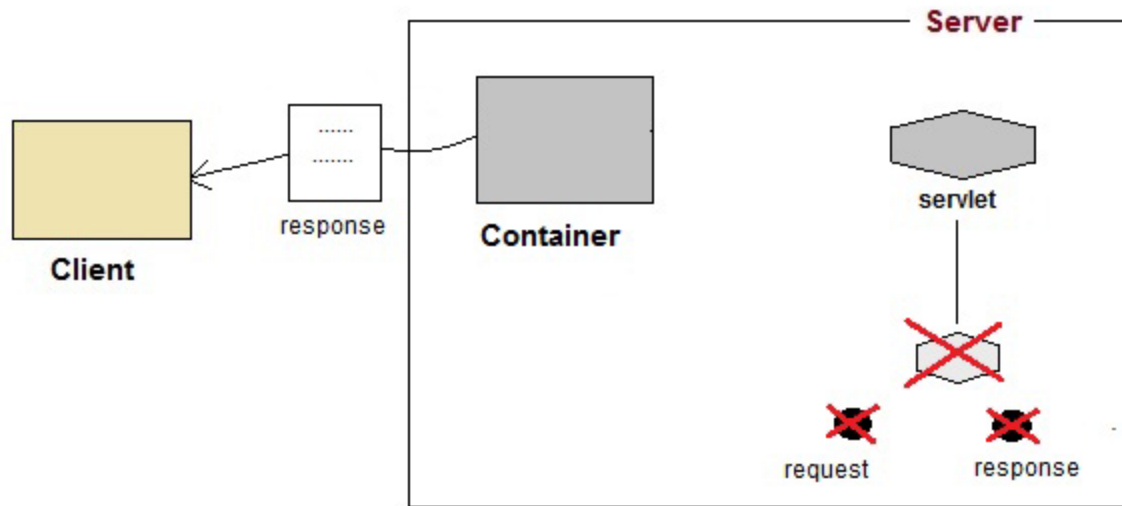 Server
......
.......
response
servlet
Container
Client
request
response